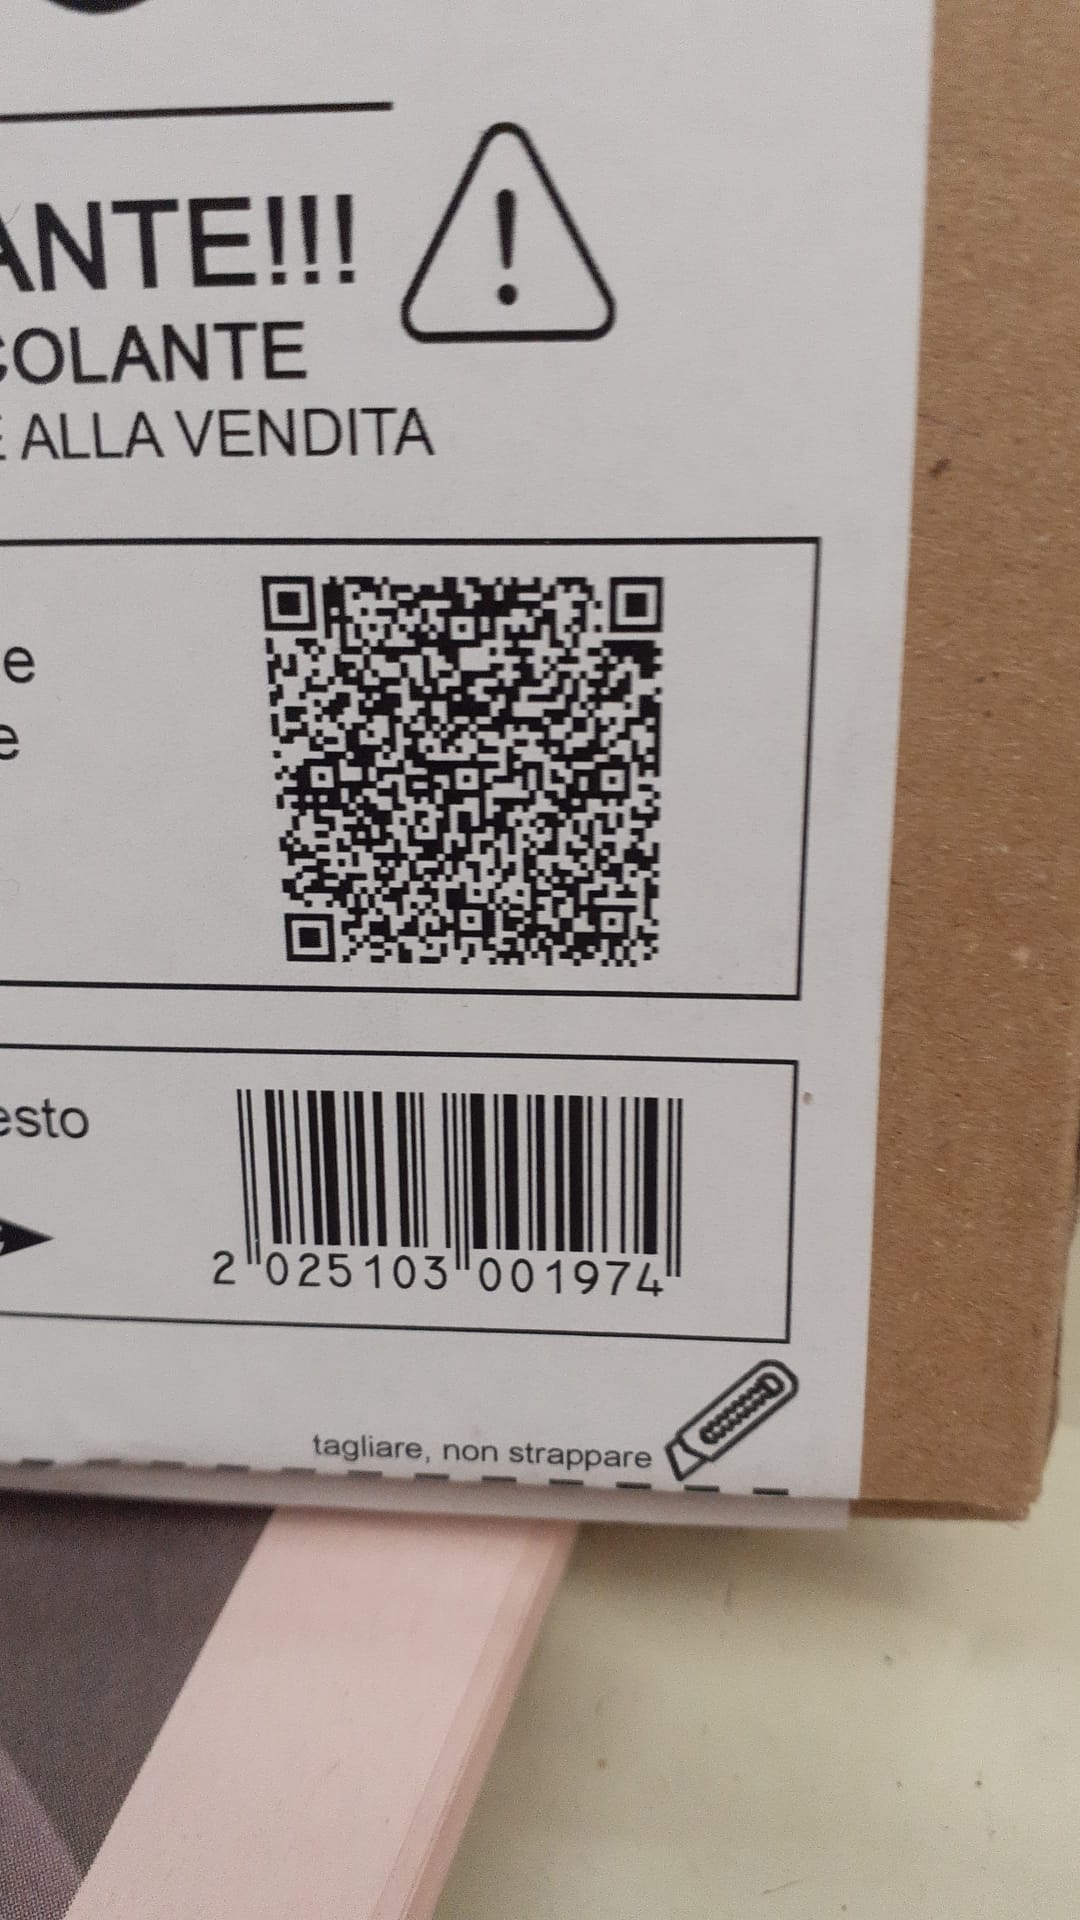 ANTE!!!
COLANTE
E ALLA VENDITA
e
e
esto
2 025103 001974
tagliare, non strappare